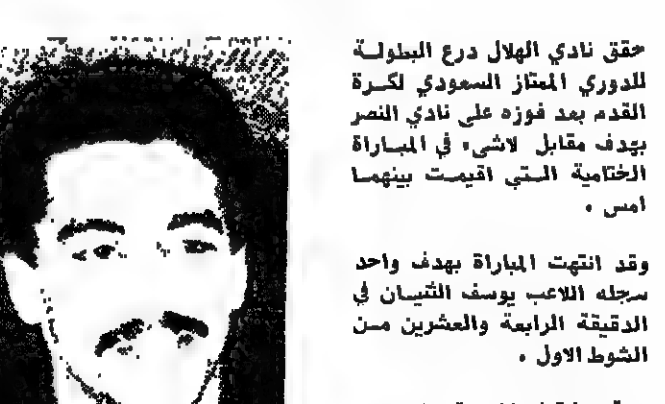 حقق نادي الهلال درع البطولة
للدوري الممتاز السعودي لكرة
القدم بعد فوزه على نادي النصر
بهدف مقابل لاشىء في المباراة
الختامية التي اقيمت بينهما
امس .
وقد انتهت المباراة بهدف واحد
سجله اللاعب يوسف الثنيان في
الدقيقة الرابعة والعشرين من
الشوط الاول .